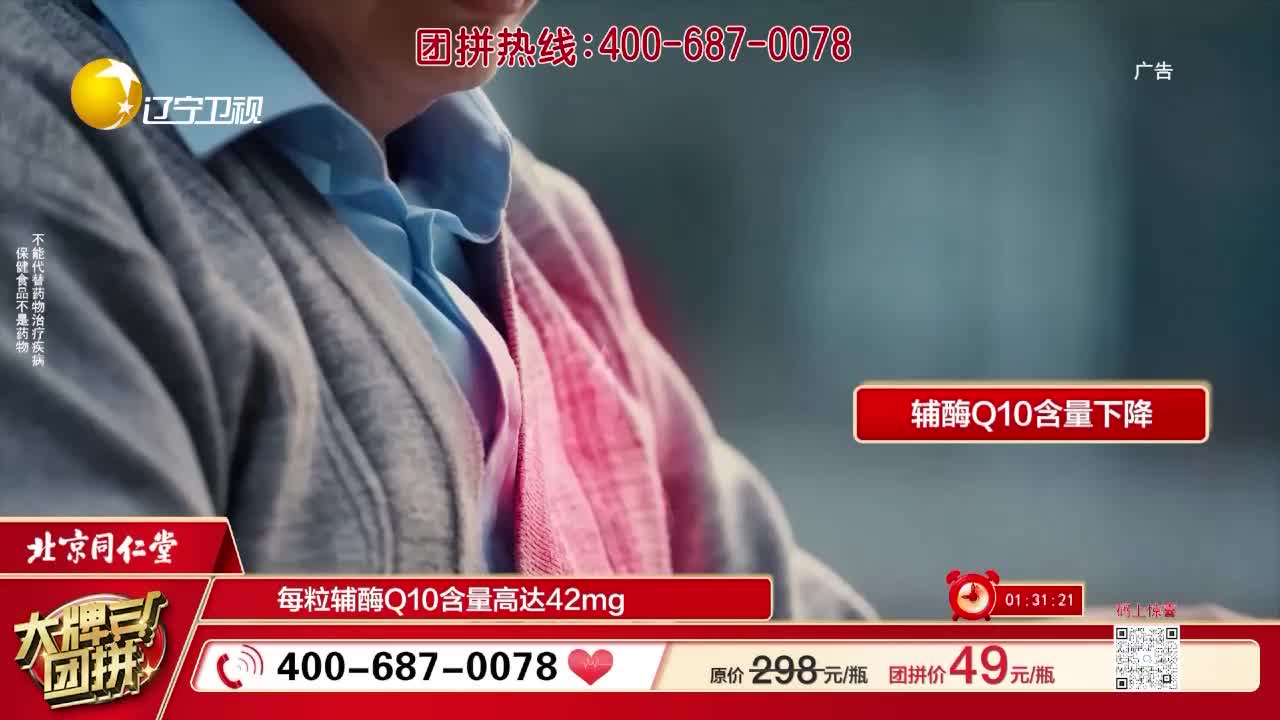 团拼热线:400-687-0078
广告
辽宁卫视
保健食品不是药物
不能代替药物治疗疾病
辅酶Q10含量下降
北京同仁堂
每粒辅酶Q10含量高达42mg
01:31:21
码上惊喜
大牌
团拼
400-687-0078
原价298元/瓶
团拼价49元/瓶